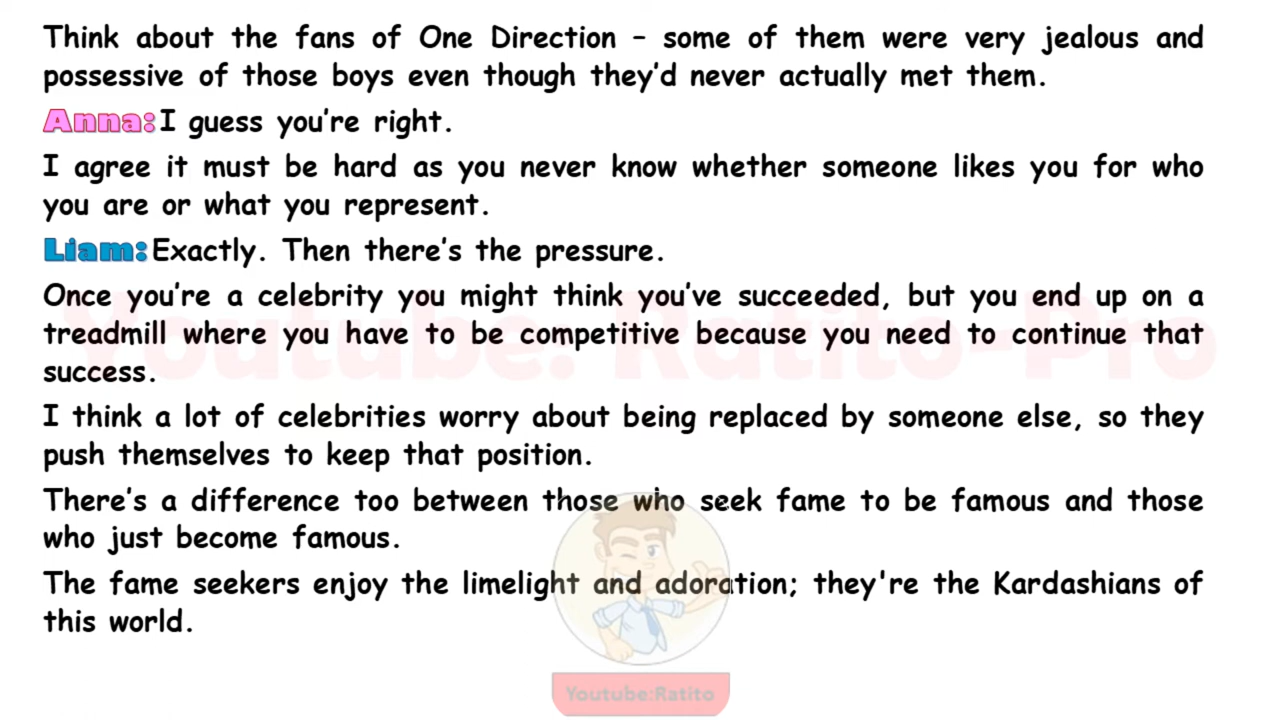 Think about the fans of One Direction – some of them were very jealous and
possessive of those boys even though they'd never actually met them.
Anna: I guess you're right.
I agree it must be hard as you never know whether someone likes you for who
you are or what you represent.
Liam: Exactly. Then there's the pressure.
Once you're a celebrity you might think you've succeeded, but you end up on a
treadmill where you have to be competitive because you need to continue that
success.
Youtube: Ratito-Pro
I think a lot of celebrities worry about being replaced by someone else, so they
push themselves to keep that position.
There's a difference too between those who seek fame to be famous and those
who just become famous.
The fame seekers enjoy the limelight and adoration; they're the Kardashians of
this world.
Youtube:Ratito